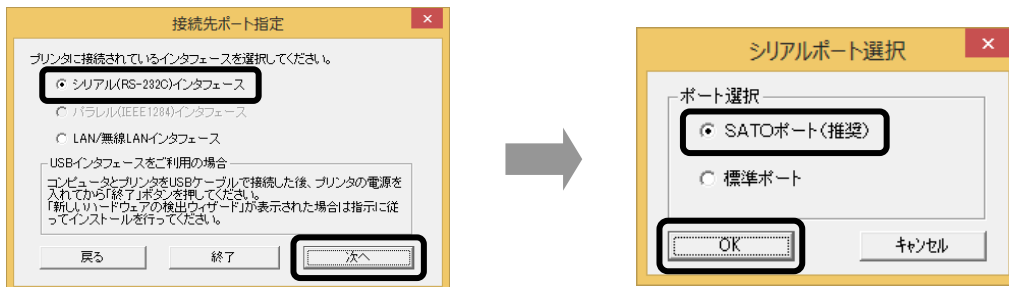 接続先ポート指定
プリンタに接続されているインタフェースを選択してください。
シリアル(RS-232C)インタフェース
パラレル(IEEE1284)インタフェース
LAN/無線LANインタフェース
USBインタフェースをご利用の場合
コンピュータとプリンタをUSBケーブルで接続した後、プリンタの電源を
入れてから「終了」ボタンを押してください。
「新しいハードウェアの検出ウィザード」が表示された場合は指示に従
ってインストールを行ってください。
戻る
終了
次へ
シリアルポート選択
ポート選択
SATOポート(推奨)
標準ポート
OK
キャンセル